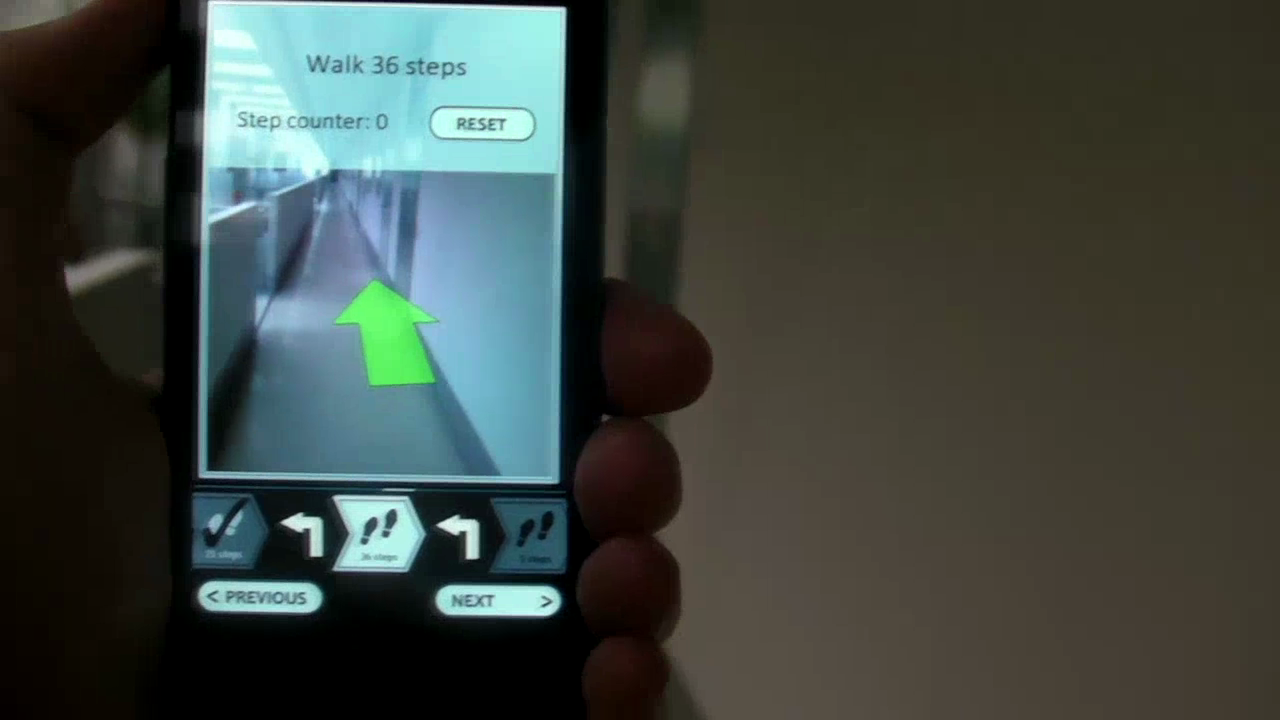 Walk 36 steps
Step counter: 0
RESET
36 steps
< PREVIOUS
NEXT >